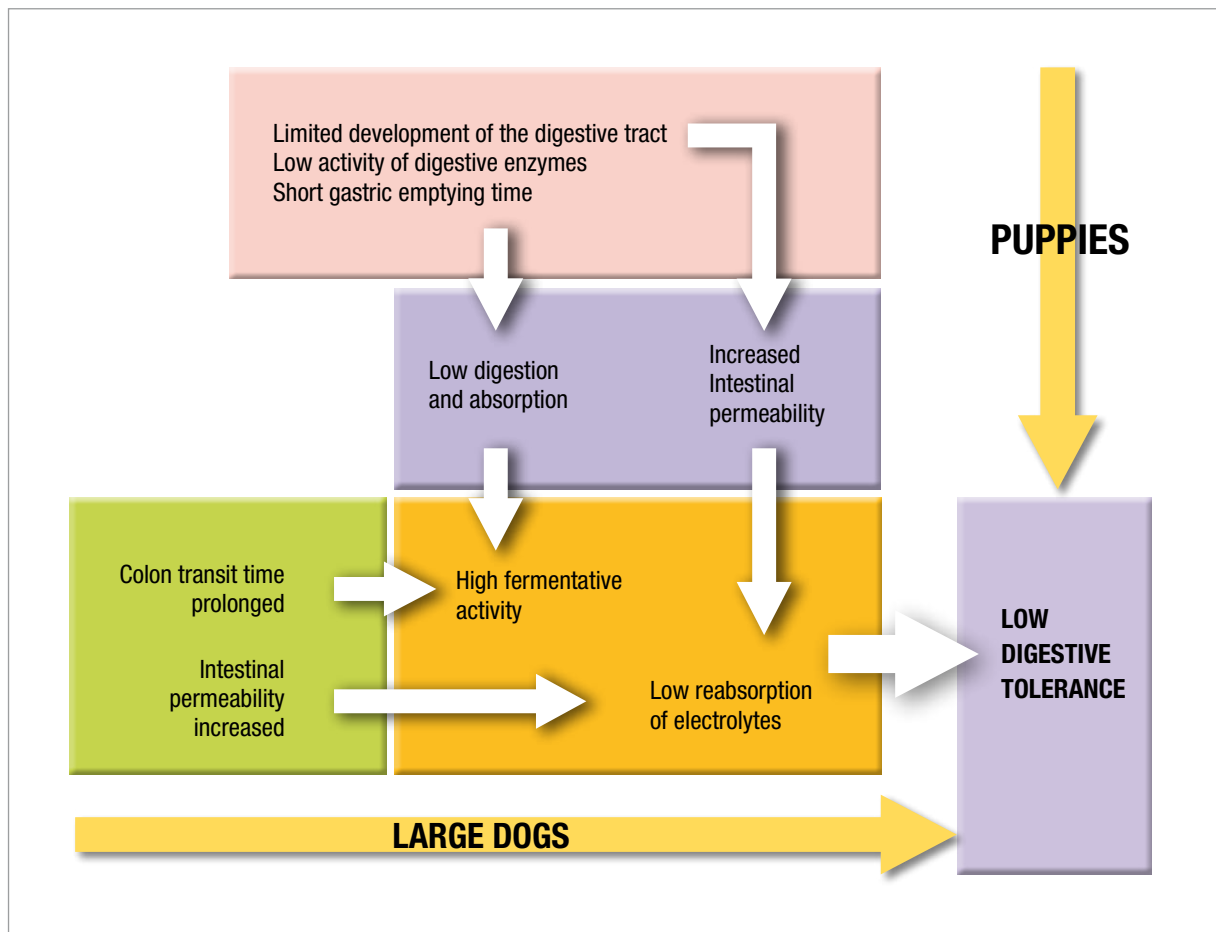 Limited development of the digestive tract
Low activity of digestive enzymes
Short gastric emptying time
PUPPIES
Low digestion
and absorption
Increased
Intestinal
permeability
Colon transit time
prolonged
High fermentative
activity
Intestinal
permeability
increased
Low reabsorption
of electrolytes
LOW
DIGESTIVE
TOLERANCE
LARGE DOGS